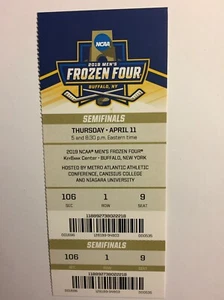 NCAA
2019 MEN'S
FROZEN FOUR
BUFFALO, NY
SEMIFINALS
THURSDAY • APRIL 11
5 and 8:30 p.m. Eastern time
2019 NCAA® MEN'S FROZEN FOUR®
KeyBank Center • BUFFALO, NEW YORK
HOSTED BY METRO ATLANTIC ATHLETIC
CONFERENCE, CANISIUS COLLEGE AND
NIAGARA UNIVERSITY
106 1 9
SEC ROW SEAT
SEMIFINALS
106 1 9